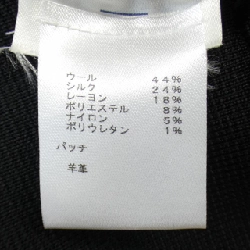 ウール 44%
シルク 24%
レーヨン 18%
ポリエステル 8%
ナイロン 5%
ポリウレタン 1%
パッチ
羊革